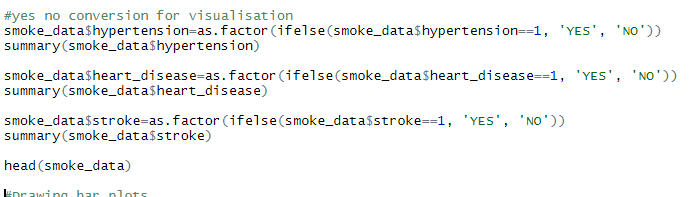 #yes no conversion for visualisation
smoke_data$hypertension=as.factor(ifelse(smoke_data$hypertension==1, 'YES', 'NO'))
summary(smoke_data$hypertension)
smoke_data$heart_disease=as.factor(ifelse(smoke_data$heart_disease==1, 'YES', 'NO'))
summary(smoke_data$heart_disease)
smoke_data$stroke=as.factor(ifelse(smoke_data$stroke==1, 'YES', 'NO'))
summary(smoke_data$stroke)
head(smoke_data)
#Drawing bar plots